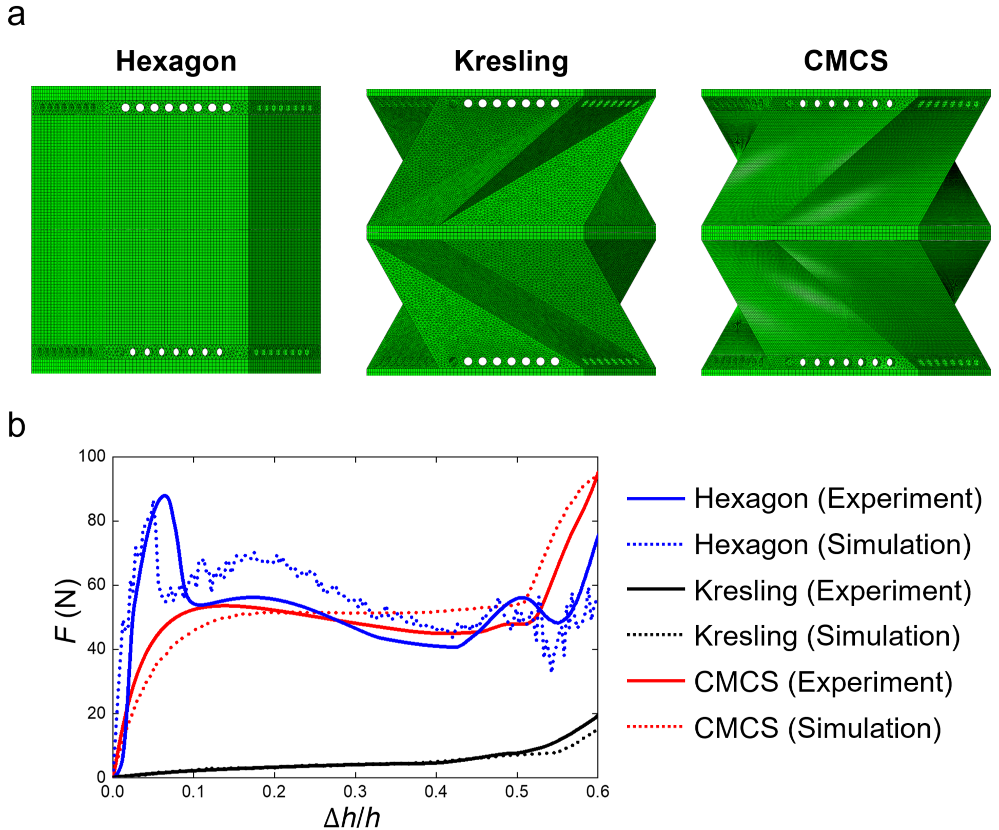 a
Hexagon Kresling CMCS
b
100
80
60
40
20
0
F (N)
0.0 0.1 0.2 0.3 0.4 0.5 0.6
Δh/h
Hexagon (Experiment)
Hexagon (Simulation)
Kresling (Experiment)
Kresling (Simulation)
CMCS (Experiment)
CMCS (Simulation)